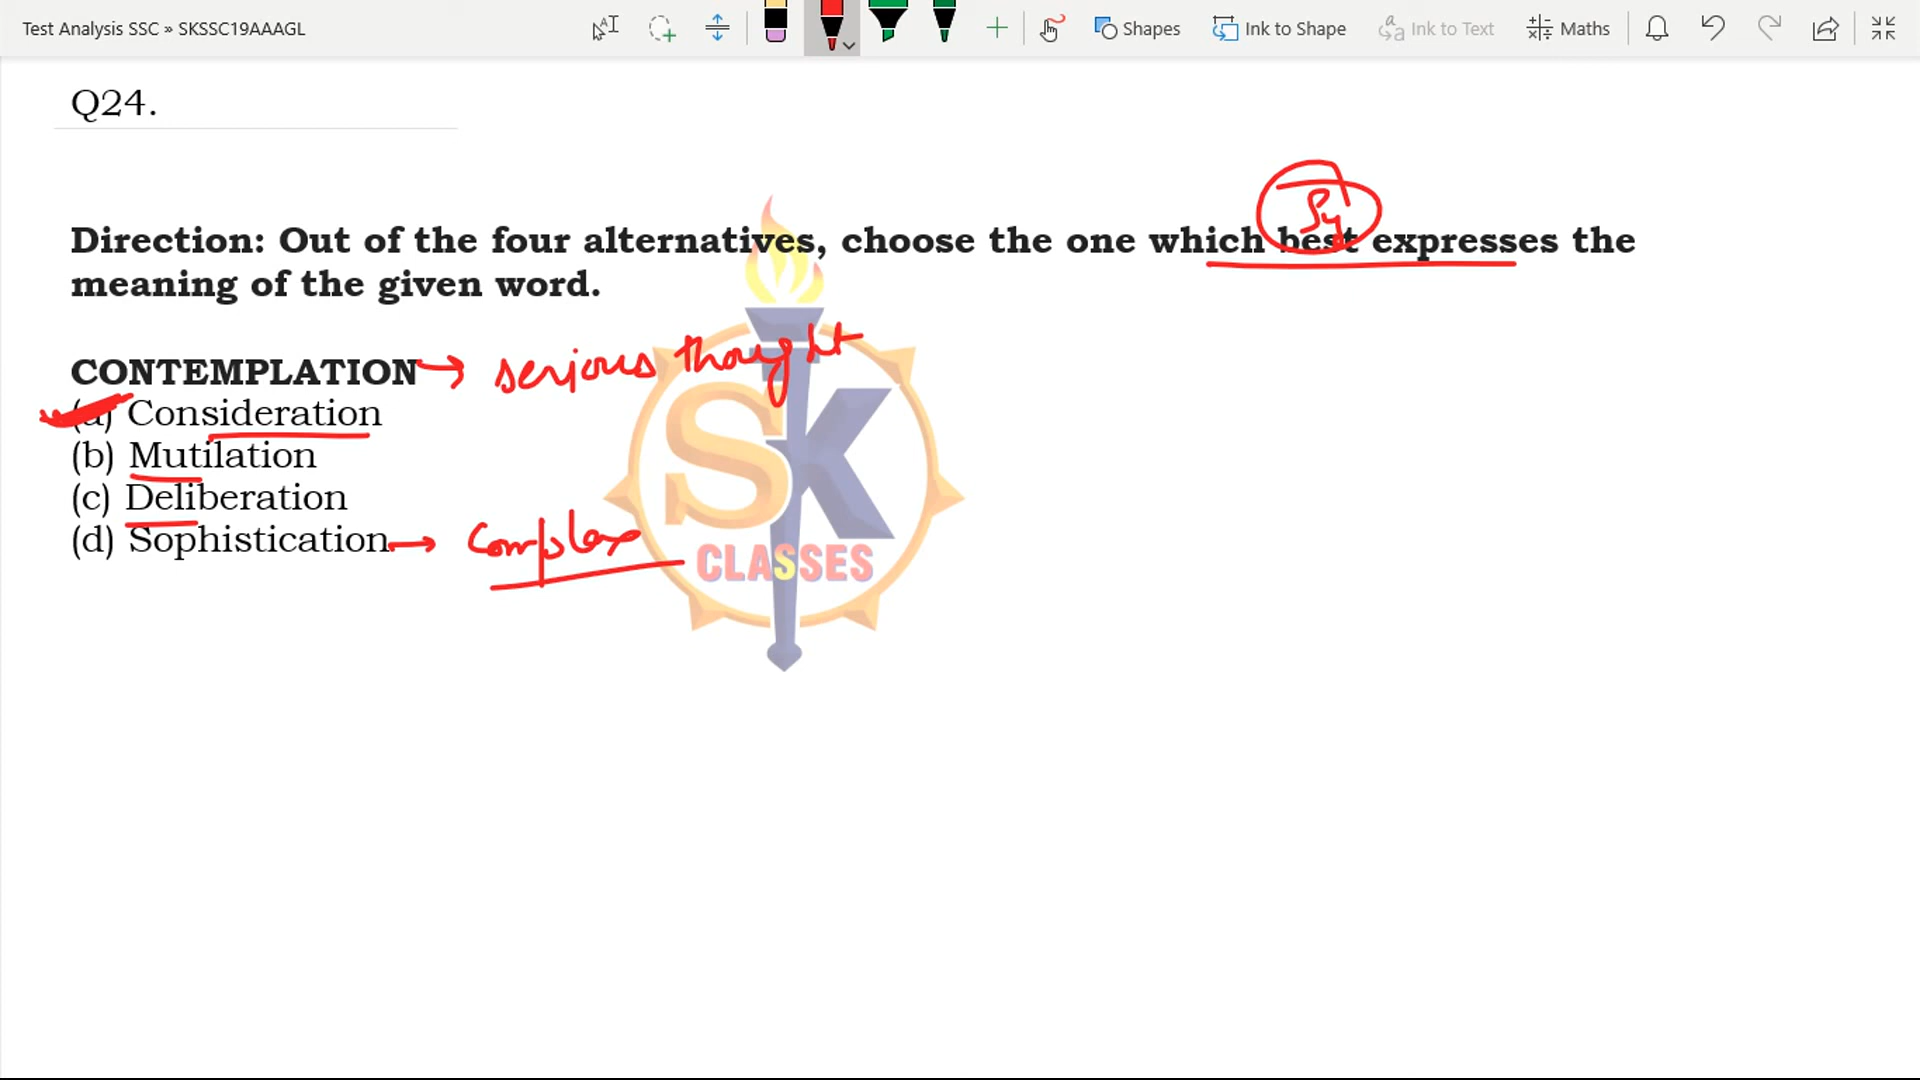 Test Analysis SSC » SKSSC19AAAGL
Shapes Ink to Shape Ink to Text Maths
Q24.
Sy
Direction: Out of the four alternatives, choose the one which best expresses the
meaning of the given word.
CONTEMPLATION → serious thought
(a) Consideration
(b) Mutilation
(c) Deliberation
(d) Sophistication → Complex
SK
CLASSES